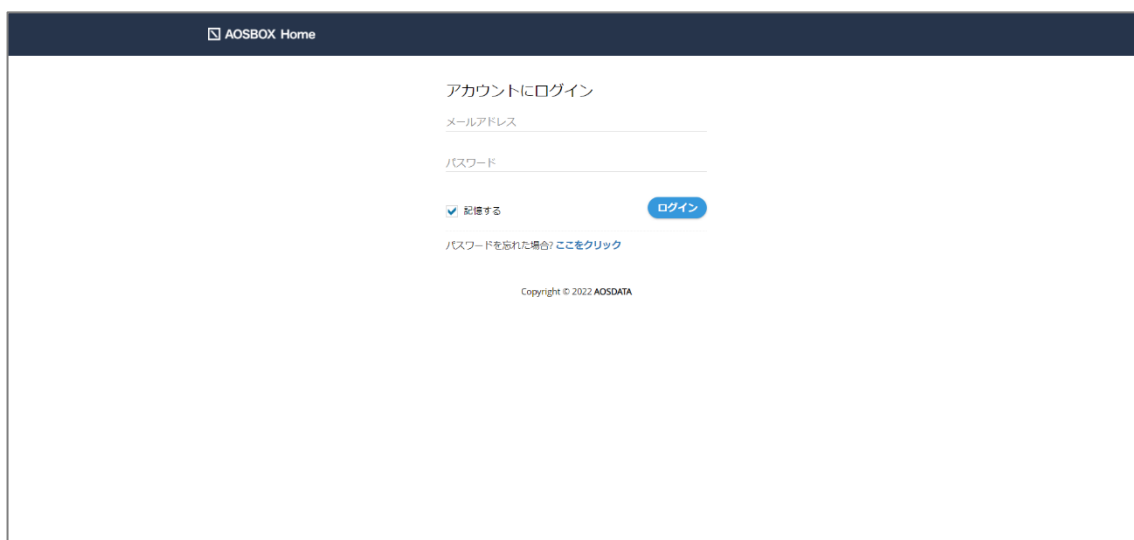 AOSBOX Home
アカウントにログイン
メールアドレス
パスワード
記憶する
ログイン
パスワードを忘れた場合? ここをクリック
Copyright © 2022 AOSDATA